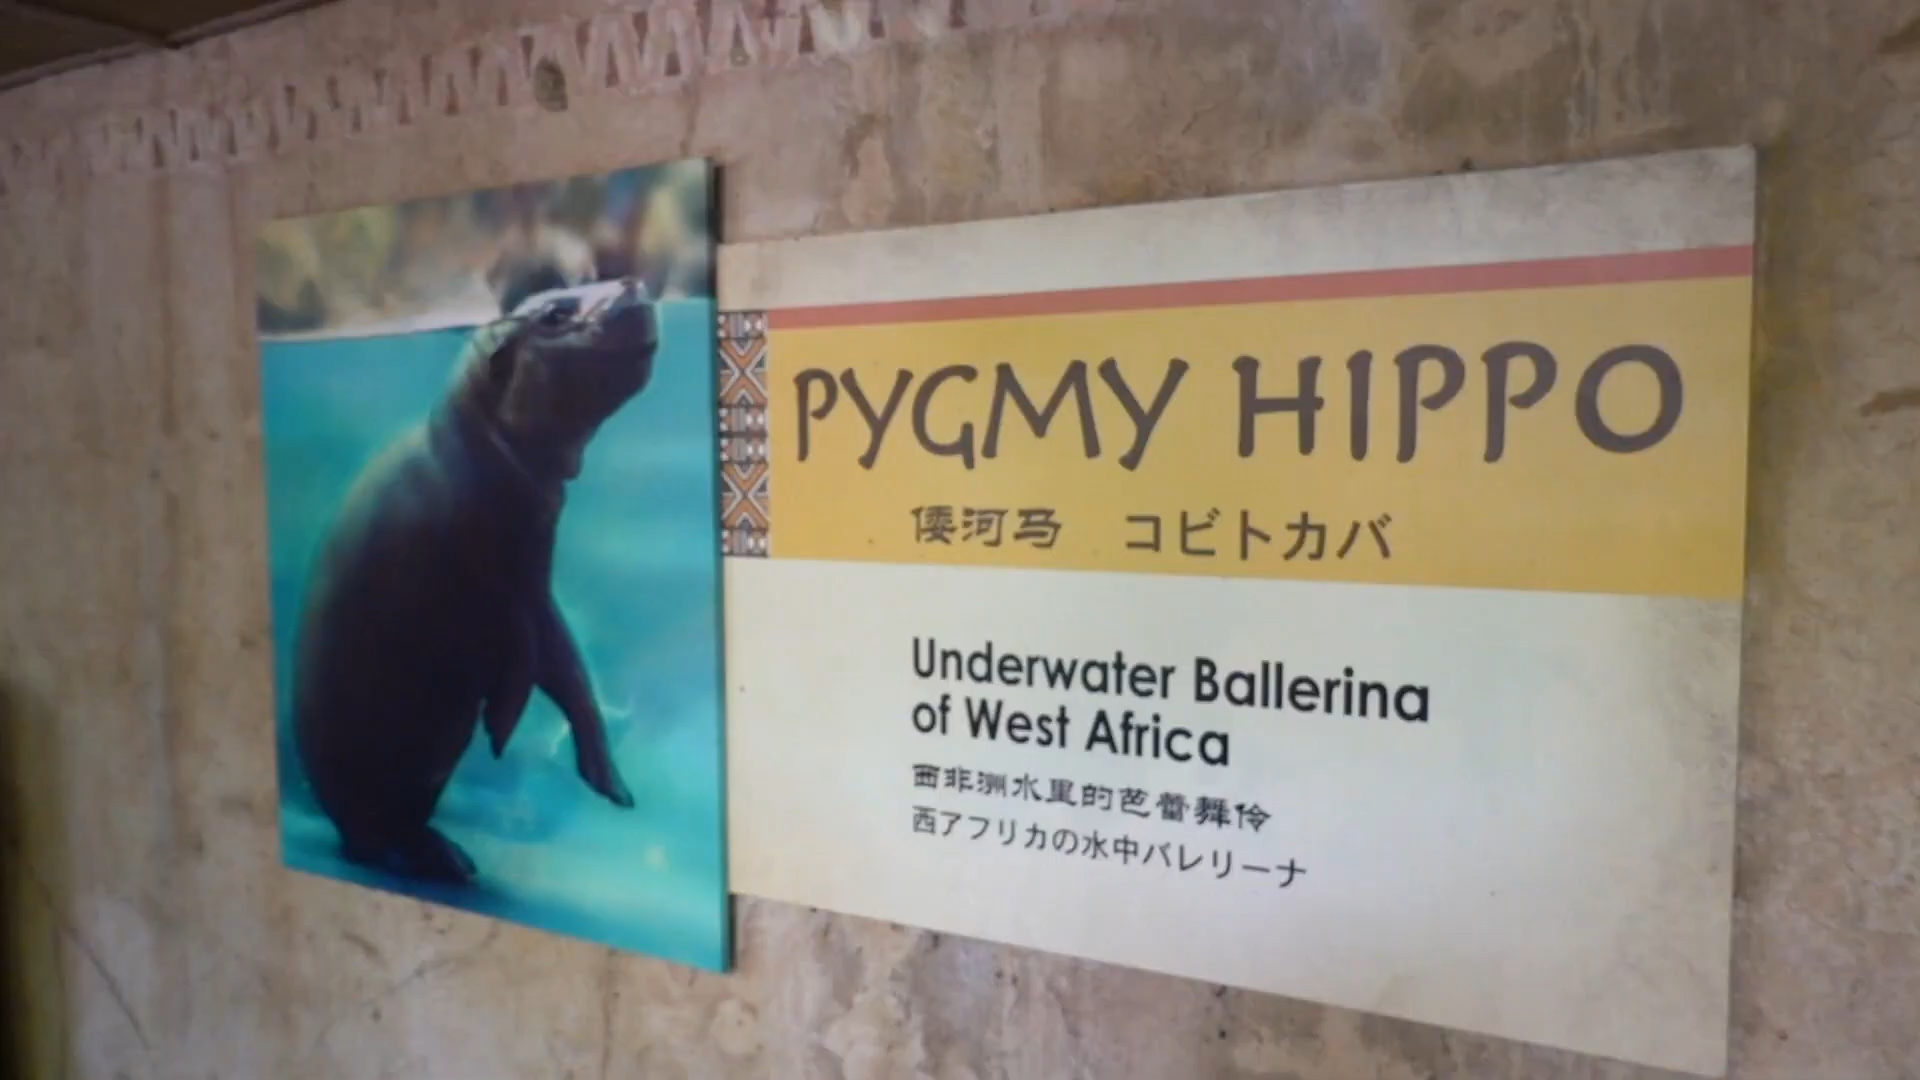 PYGMY HIPPO
倭河马 コビトカバ
Underwater Ballerina
of West Africa
西非洲水里的芭蕾舞伶
西アフリカの水中バレリーナ